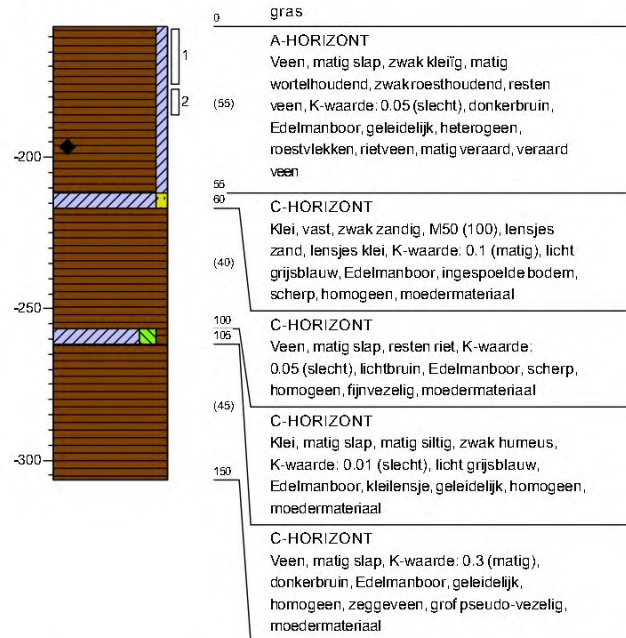 0
gras
A-HORIZONT
Veen, matig slap, zwak kleiïg, matig
wortelhoudend, zwak roesthoudend, resten
veen, K-waarde: 0.05 (slecht), donkerbruin,
Edelmanboor, geleidelijk, heterogeen,
roestvlekken, rietveen, matig veraard, veraard
veen
1
2
(55)
-200
55
60
C-HORIZONT
Klei, vast, zwak zandig, M50 (100), lensjes
zand, lensjes klei, K-waarde: 0.1 (matig), licht
grijsblauw, Edelmanboor, ingespoelde bodem,
scherp, homogeen, moedermateriaal
(40)
-250
100
105
C-HORIZONT
Veen, matig slap, resten riet, K-waarde:
0.05 (slecht), lichtbruin, Edelmanboor, scherp,
homogeen, fijnvezelig, moedermateriaal
(45)
C-HORIZONT
Klei, matig slap, matig siltig, zwak humeus,
K-waarde: 0.01 (slecht), licht grijsblauw,
Edelmanboor, kleilensje, geleidelijk, homogeen,
moedermateriaal
-300
150
C-HORIZONT
Veen, matig slap, K-waarde: 0.3 (matig),
donkerbruin, Edelmanboor, geleidelijk,
homogeen, zeggeveen, grof pseudo-vezelig,
moedermateriaal